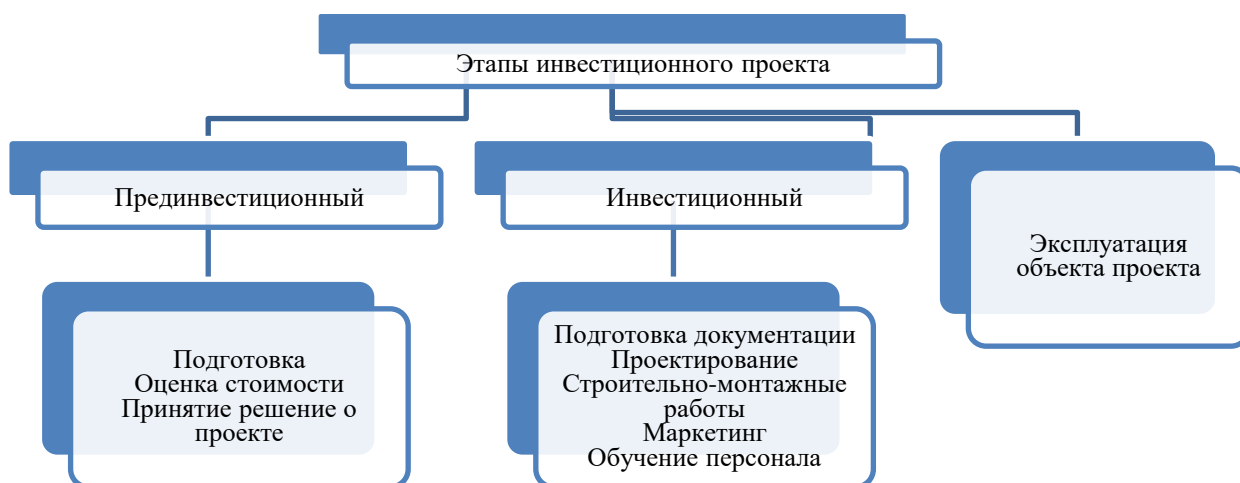 Этапы инвестиционного проекта
Прединвестиционный
Инвестиционный
Эксплуатация
объекта проекта
Подготовка
Оценка стоимости
Принятие решение о
проекте
Подготовка документации
Проектирование
Строительно-монтажные
работы
Маркетинг
Обучение персонала